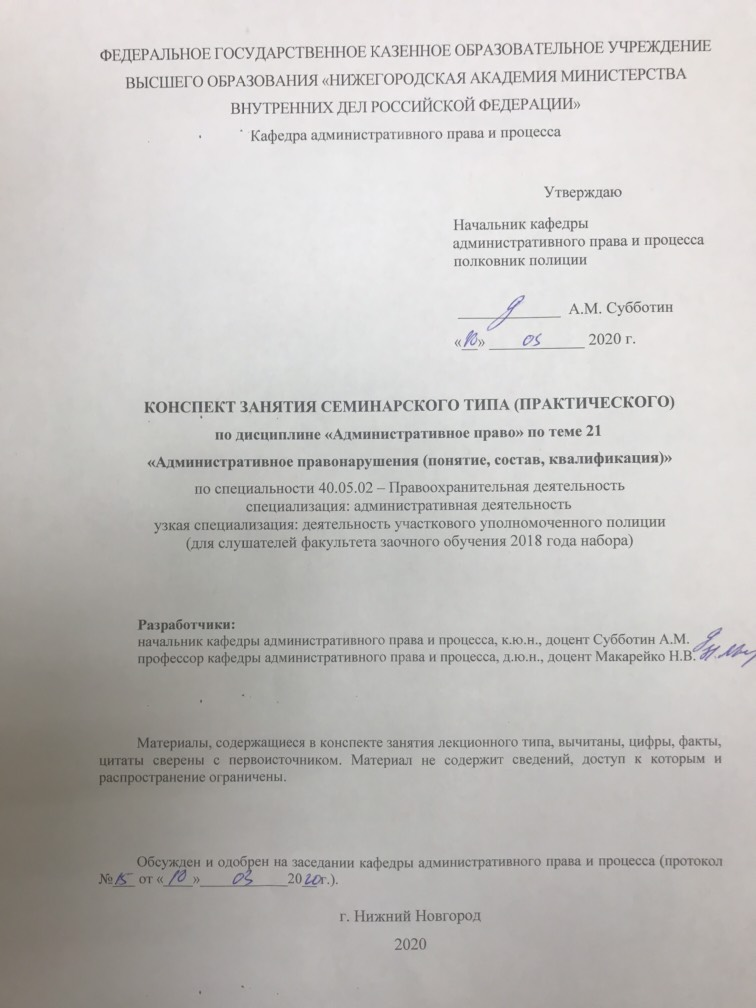 ФЕДЕРАЛЬНОЕ ГОСУДАРСТВЕННОЕ КАЗЕННОЕ ОБРАЗОВАТЕЛЬНОЕ УЧРЕЖДЕНИЕ
ВЫСШЕГО ОБРАЗОВАНИЯ «НИЖЕГОРОДСКАЯ АКАДЕМИЯ МИНИСТЕРСТВА
ВНУТРЕННИХ ДЕЛ РОССИЙСКОЙ ФЕДЕРАЦИИ»
Кафедра административного права и процесса
Утверждаю
Начальник кафедры
административного права и процесса
полковник полиции
А.М. Субботин
«10» 03 2020 г.
КОНСПЕКТ ЗАНЯТИЯ СЕМИНАРСКОГО ТИПА (ПРАКТИЧЕСКОГО)
по дисциплине «Административное право» по теме 21
«Административное правонарушения (понятие, состав, квалификация)»
по специальности 40.05.02 – Правоохранительная деятельность
специализация: административная деятельность
узкая специализация: деятельность участкового уполномоченного полиции
(для слушателей факультета заочного обучения 2018 года набора)
Разработчики:
начальник кафедры административного права и процесса, к.ю.н., доцент Субботин А.М.
профессор кафедры административного права и процесса, д.ю.н., доцент Макарейко Н.В.
Материалы, содержащиеся в конспекте занятия лекционного типа, вычитаны, цифры, факты,
цитаты сверены с первоисточником. Материал не содержит сведений, доступ к которым и
распространение ограничены.
Обсужден и одобрен на заседании кафедры административного права и процесса (протокол
№15 от «10» 03 2020г.).
г. Нижний Новгород
2020